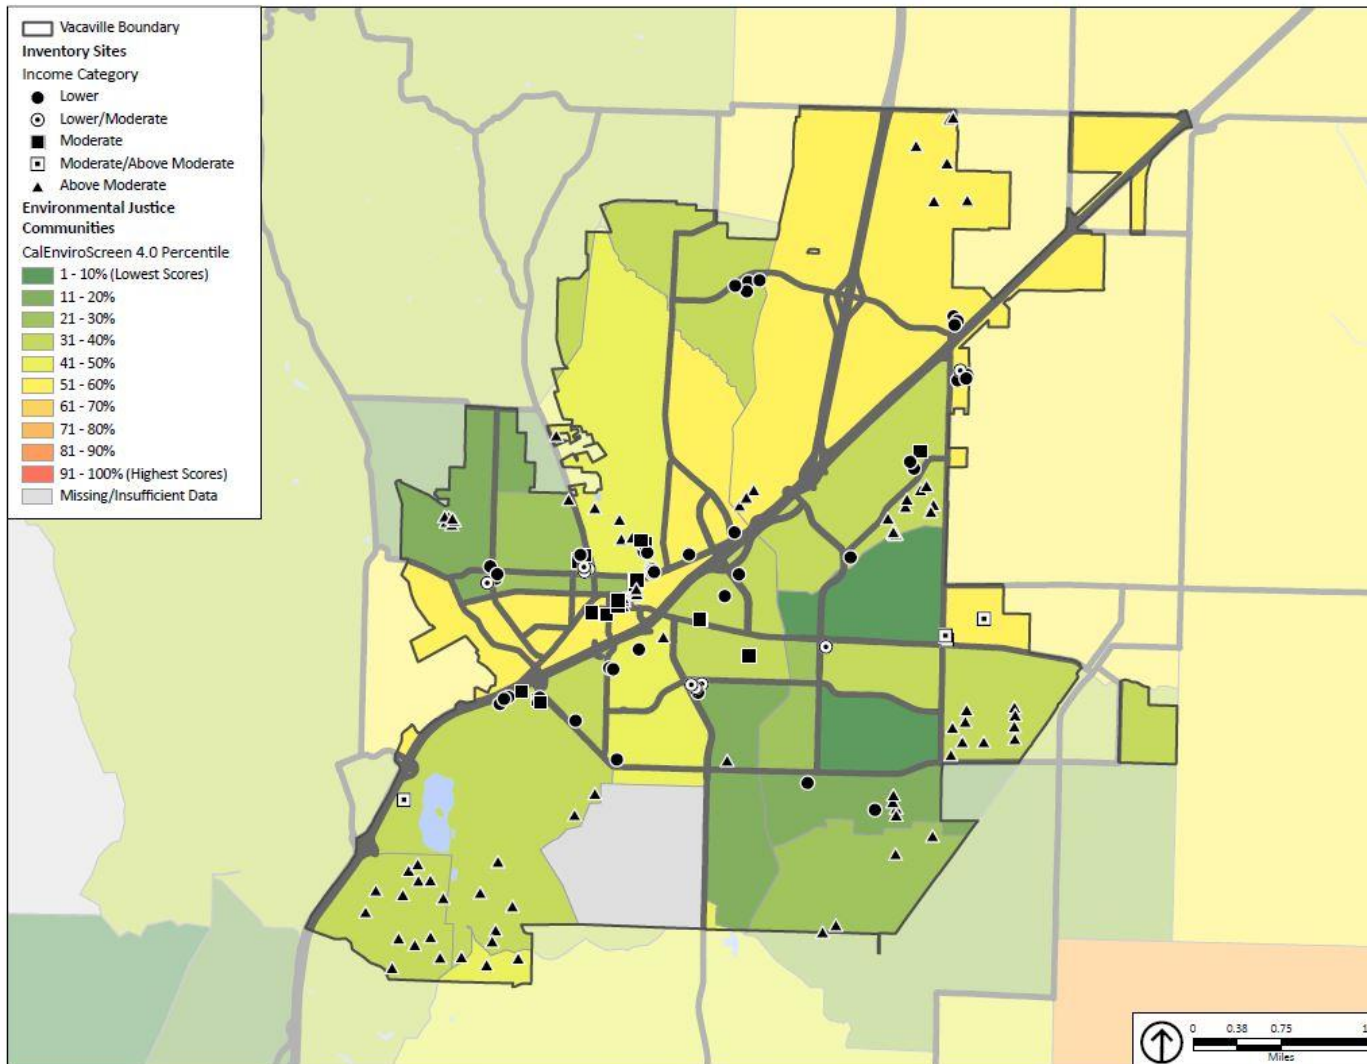 Vacaville Boundary
Inventory Sites
Income Category
Lower
Lower/Moderate
Moderate
Moderate/Above Moderate
Above Moderate
Environmental Justice
Communities
CalEnviroScreen 4.0 Percentile
1 - 10% (Lowest Scores)
11 - 20%
21 - 30%
31 - 40%
41 - 50%
51 - 60%
61 - 70%
71 - 80%
81 - 90%
91 - 100% (Highest Scores)
Missing/Insufficient Data
0 0.38 0.75 1
Miles